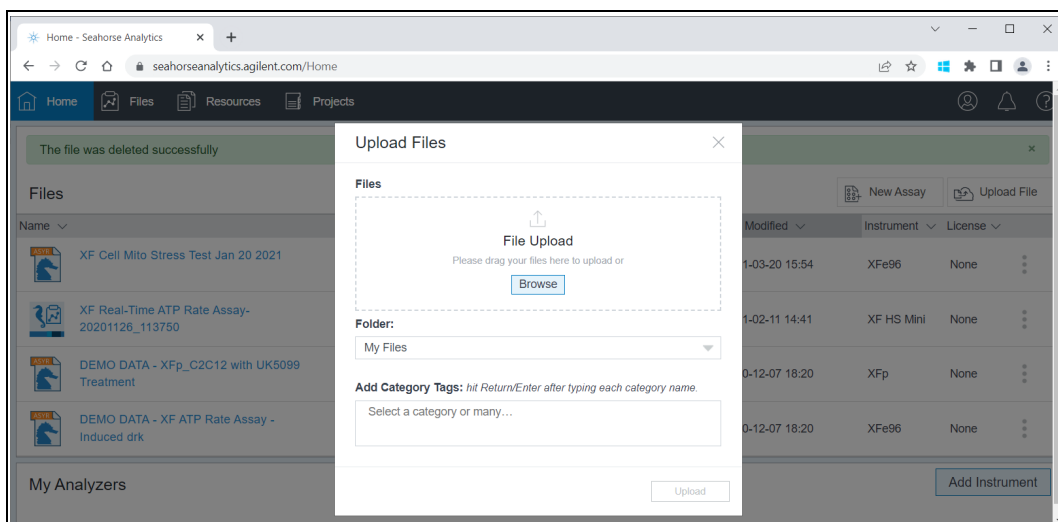 Home - Seahorse Analytics
seahorseanalytics.agilent.com/Home
Home Files Resources Projects
The file was deleted successfully
Files
New Assay Upload File
Name Modified Instrument License
XF Cell Mito Stress Test Jan 20 2021
1-03-20 15:54 XFe96 None
XF Real-Time ATP Rate Assay-
20201126_113750
1-02-11 14:41 XF HS Mini None
DEMO DATA - XFp_C2C12 with UK5099
Treatment
0-12-07 18:20 XFp None
DEMO DATA - XF ATP Rate Assay -
Induced drk
0-12-07 18:20 XFe96 None
My Analyzers
Add Instrument
Upload Files
Files
File Upload
Please drag your files here to upload or
Browse
Folder:
My Files
Add Category Tags: hit Return/Enter after typing each category name.
Select a category or many…
Upload